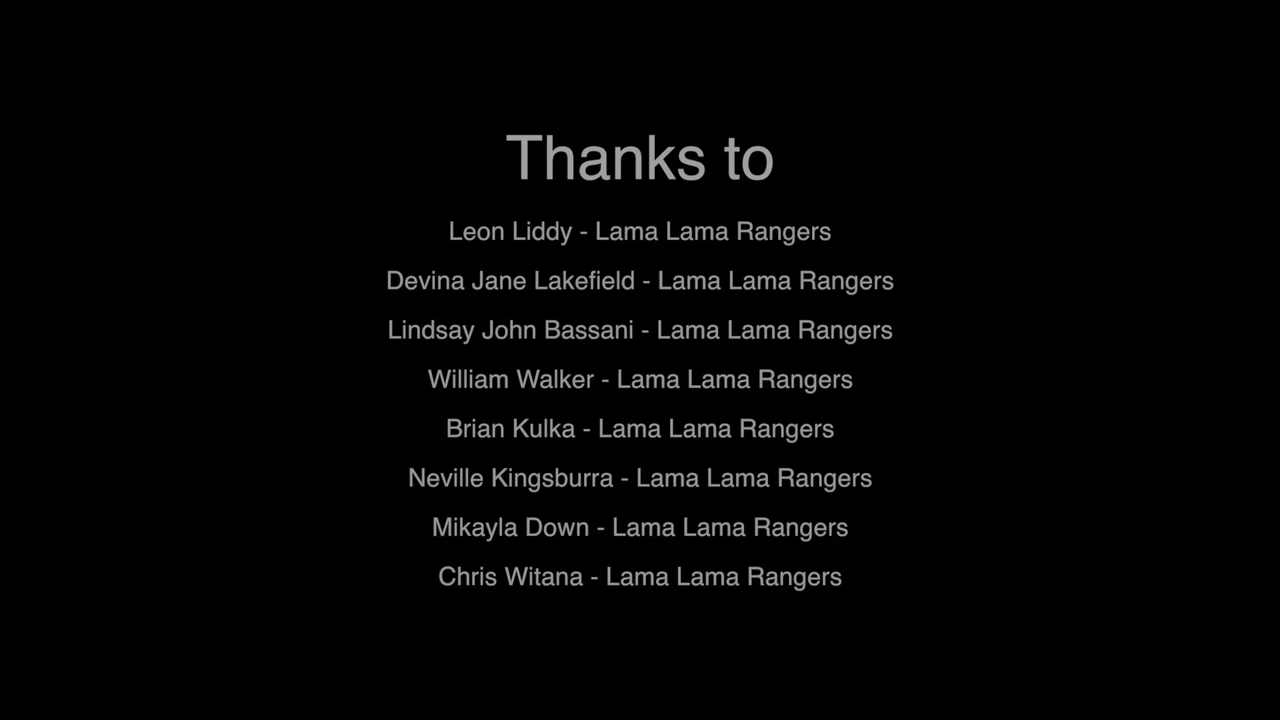 Thanks to
Leon Liddy - Lama Lama Rangers
Devina Jane Lakefield - Lama Lama Rangers
Lindsay John Bassani - Lama Lama Rangers
William Walker - Lama Lama Rangers
Brian Kulka - Lama Lama Rangers
Neville Kingsburra - Lama Lama Rangers
Mikayla Down - Lama Lama Rangers
Chris Witana - Lama Lama Rangers